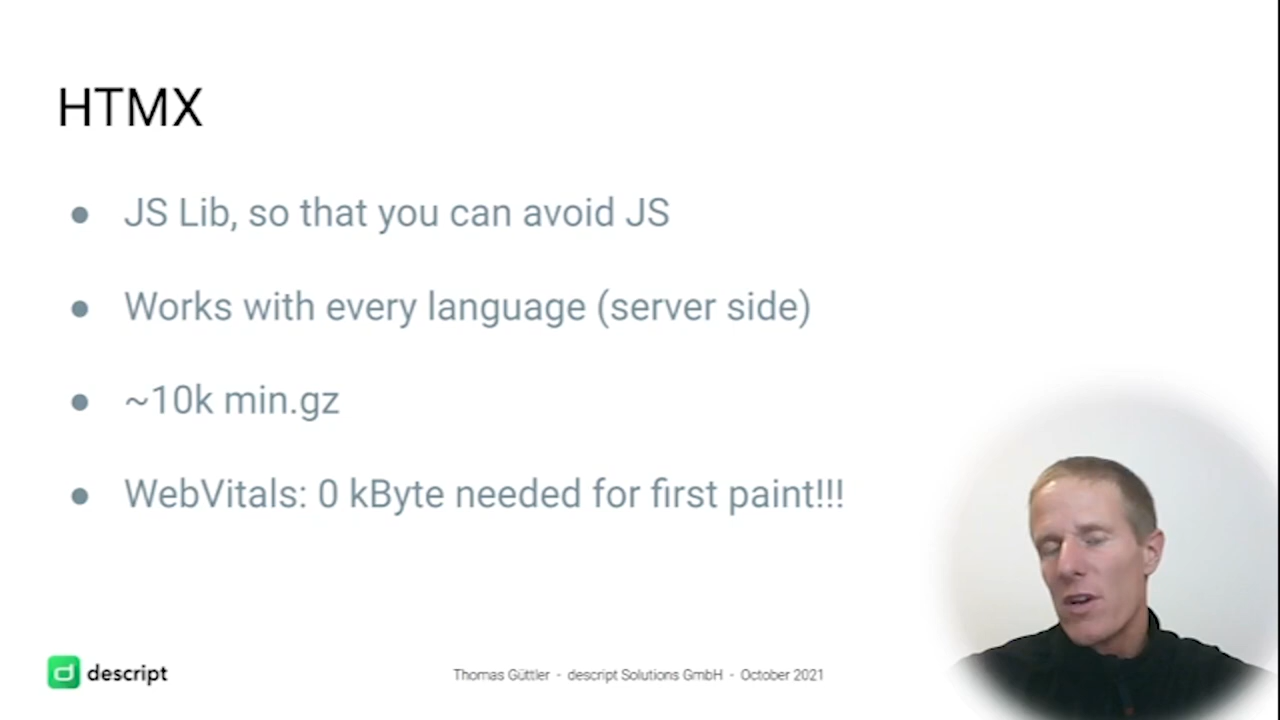 HTMX
● JS Lib, so that you can avoid JS
● Works with every language (server side)
● ~10k min.gz
● WebVitals: 0 kByte needed for first paint!!!
d descript
Thomas Güttler - descript Solutions GmbH - October 2021